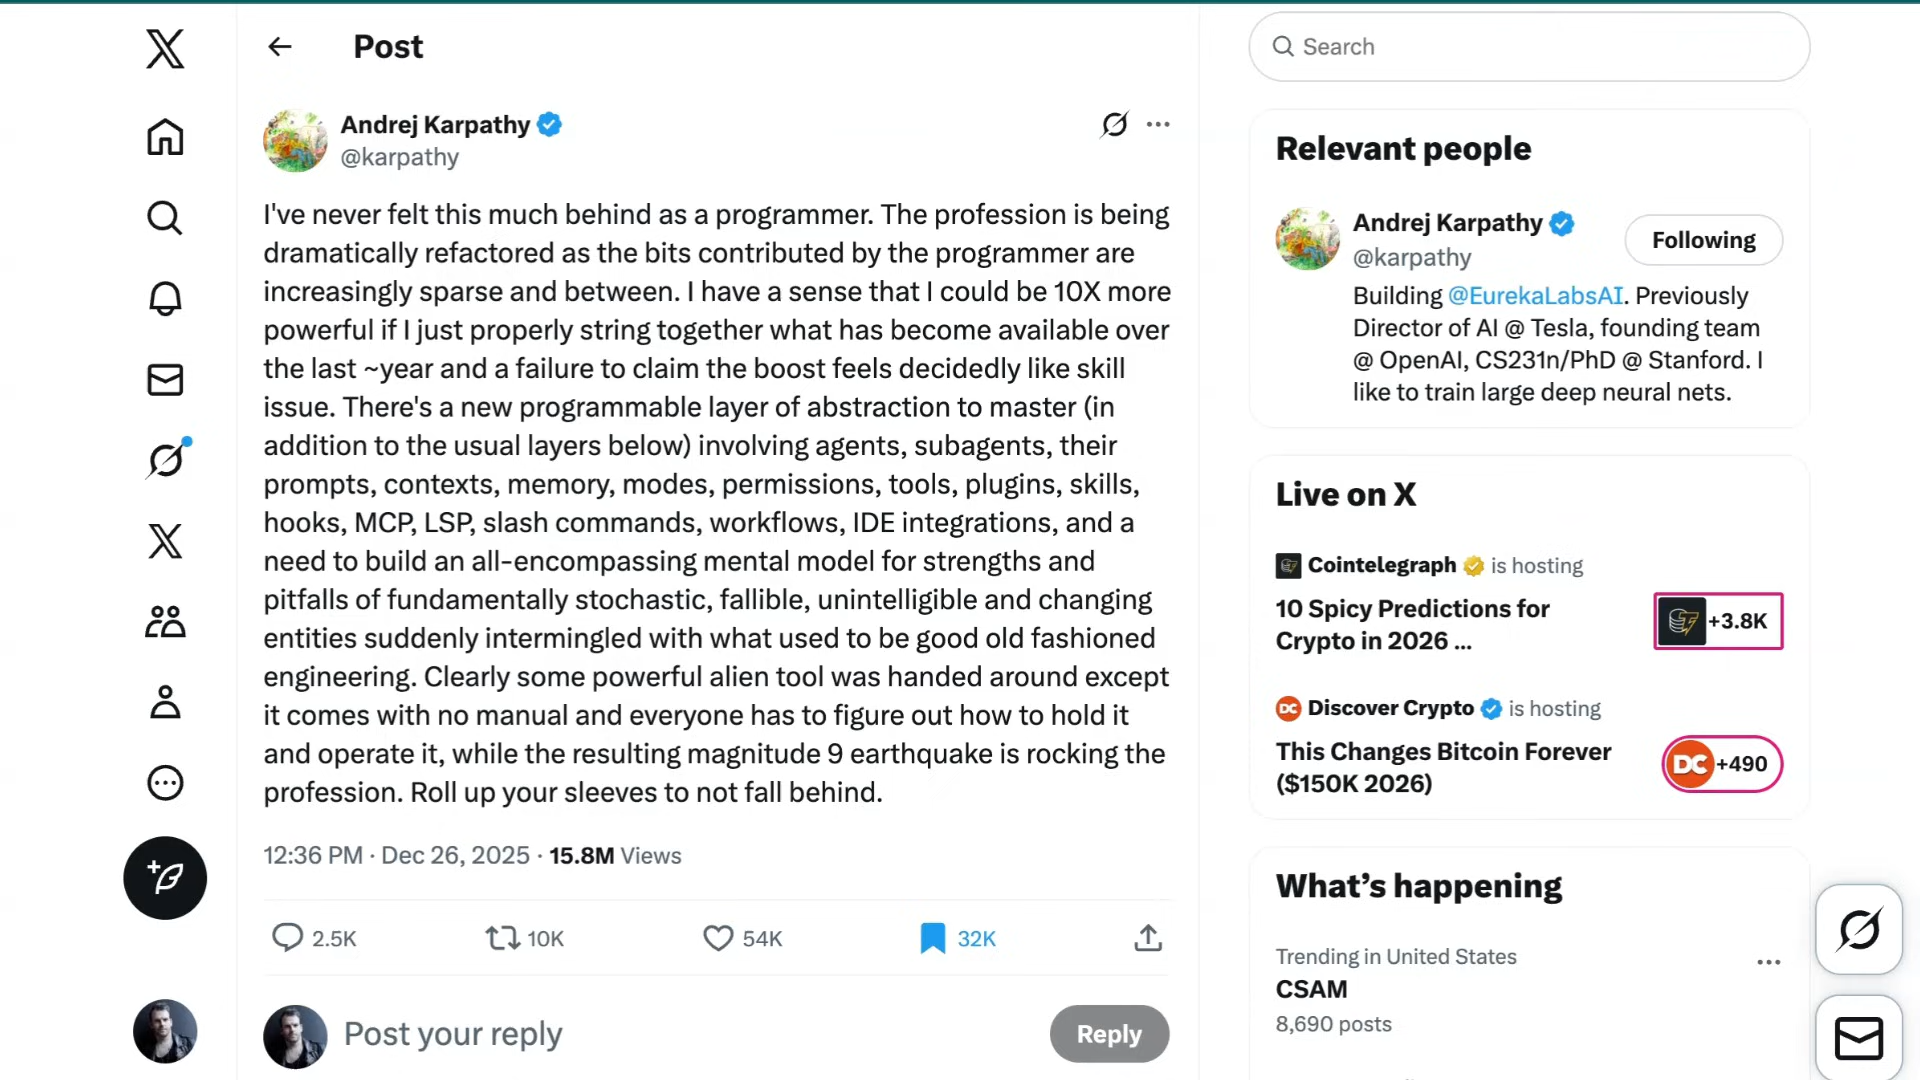 Post
Andrej Karpathy
@karpathy
I've never felt this much behind as a programmer. The profession is being
dramatically refactored as the bits contributed by the programmer are
increasingly sparse and between. I have a sense that I could be 10X more
powerful if I just properly string together what has become available over
the last ~year and a failure to claim the boost feels decidedly like skill
issue. There's a new programmable layer of abstraction to master (in
addition to the usual layers below) involving agents, subagents, their
prompts, contexts, memory, modes, permissions, tools, plugins, skills,
hooks, MCP, LSP, slash commands, workflows, IDE integrations, and a
need to build an all-encompassing mental model for strengths and
pitfalls of fundamentally stochastic, fallible, unintelligible and changing
entities suddenly intermingled with what used to be good old fashioned
engineering. Clearly some powerful alien tool was handed around except
it comes with no manual and everyone has to figure out how to hold it
and operate it, while the resulting magnitude 9 earthquake is rocking the
profession. Roll up your sleeves to not fall behind.
12:36 PM · Dec 26, 2025 · 15.8M Views
2.5K 10K 54K 32K
Post your reply
Reply
Search
Relevant people
Andrej Karpathy
@karpathy
Following
Building @EurekaLabsAI. Previously
Director of AI @ Tesla, founding team
@ OpenAI, CS231n/PhD @ Stanford. I
like to train large deep neural nets.
Live on X
Cointelegraph is hosting
10 Spicy Predictions for
Crypto in 2026 ...
+3.8K
DC Discover Crypto is hosting
This Changes Bitcoin Forever
($150K 2026)
DC +490
What's happening
Trending in United States
CSAM
8,690 posts